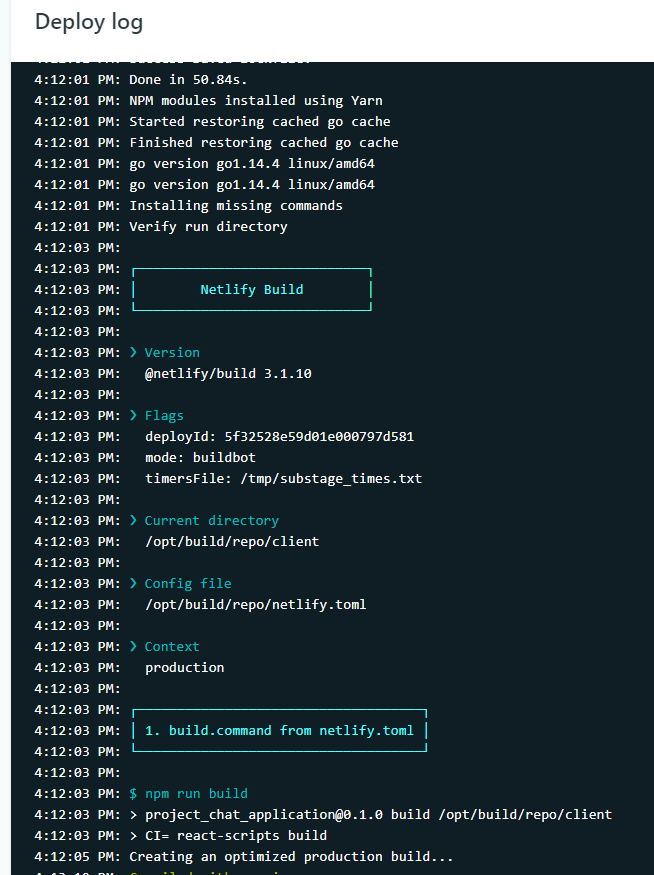 Deploy log
4:12:01 PM: Done in 50.84s.
4:12:01 PM: NPM modules installed using Yarn
4:12:01 PM: Started restoring cached go cache
4:12:01 PM: Finished restoring cached go cache
4:12:01 PM: go version go1.14.4 linux/amd64
4:12:01 PM: go version go1.14.4 linux/amd64
4:12:01 PM: Installing missing commands
4:12:01 PM: Verify run directory
4:12:03 PM:
4:12:03 PM:
4:12:03 PM: Netlify Build
4:12:03 PM:
4:12:03 PM:
4:12:03 PM: ❯ Version
4:12:03 PM: @netlify/build 3.1.10
4:12:03 PM:
4:12:03 PM: ❯ Flags
4:12:03 PM: deployId: 5f32528e59d01e000797d581
4:12:03 PM: mode: buildbot
4:12:03 PM: timersFile: /tmp/substage_times.txt
4:12:03 PM:
4:12:03 PM: ❯ Current directory
4:12:03 PM: /opt/build/repo/client
4:12:03 PM:
4:12:03 PM: ❯ Config file
4:12:03 PM: /opt/build/repo/netlify.toml
4:12:03 PM:
4:12:03 PM: ❯ Context
4:12:03 PM: production
4:12:03 PM:
4:12:03 PM:
4:12:03 PM: 1. build.command from netlify.toml
4:12:03 PM:
4:12:03 PM:
4:12:03 PM: $ npm run build
4:12:03 PM: > project_chat_application@0.1.0 build /opt/build/repo/client
4:12:03 PM: > CI= react-scripts build
4:12:05 PM: Creating an optimized production build...